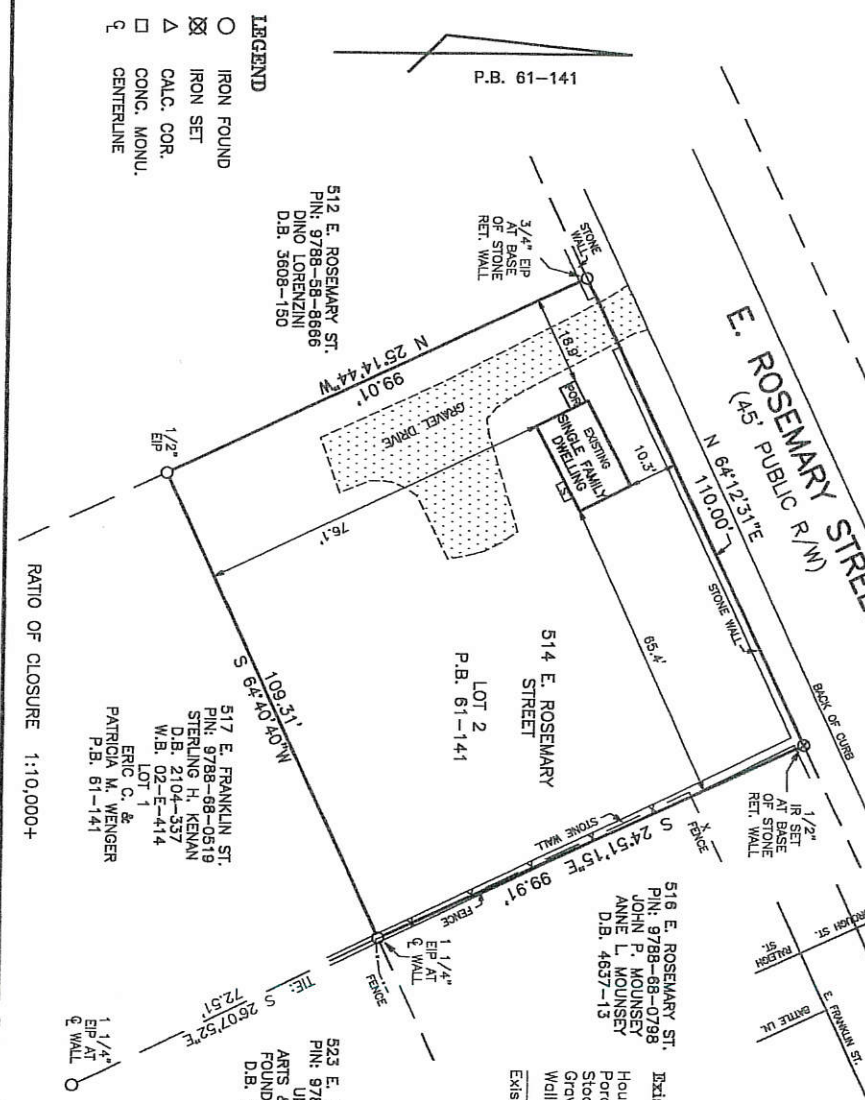 LEGEND
IRON FOUND
IRON SET
CALC. COR.
CONC. MONU.
℄ CENTERLINE
P.B. 61-141
E. ROSEMARY STREE
(45' PUBLIC R/W)
N 64°12'31"E
110.00'
BACK OF CURB
STONE WALL
STONE
WALL
3/4" EIP
AT BASE
OF STONE
RET. WALL
512 E. ROSEMARY ST.
PIN: 9788-58-8666
DINO LORENZINI
D.B. 3608-150
N 25°14'44"W
99.01'
GRAVEL DRIVE
16.9'
POR
EXISTING
SINGLE FAMILY
DWELLING
10.3'
65.4'
76.1'
514 E. ROSEMARY
STREET
LOT 2
P.B. 61-141
1/2"
IR SET
AT BASE
OF STONE
RET. WALL
X
FENCE
STONE WALL
S 24°51'15"E
99.91'
FENCE
1 1/4"
EIP AT
℄ WALL
FENCE
1/2"
EIP
109.31'
S 64°40'40"W
517 E. FRANKLIN ST.
PIN: 9788-68-0519
STERLING H. KENAN
D.B. 2104-337
W.B. 02-E-414
LOT 1
ERIC C. &
PATRICIA M. WENGER
P.B. 61-141
TIE: S 26°07'52"E
72.51'
1 1/4"
EIP AT
℄ WALL
516 E. ROSEMARY ST.
PIN: 9788-68-0798
JOHN P. MOUNSEY
ANNE L. MOUNSEY
D.B. 4637-13
523 E.
PIN: 978
U
ARTS &
FOUND
D.B.
ROUGH ST.
RALEIGH
ST.
E. FRANKLIN ST.
BATTLE LN.
Exi
Hou
Porc
Stoo
Grav
Wall
Exis
RATIO OF CLOSURE 1:10,000+